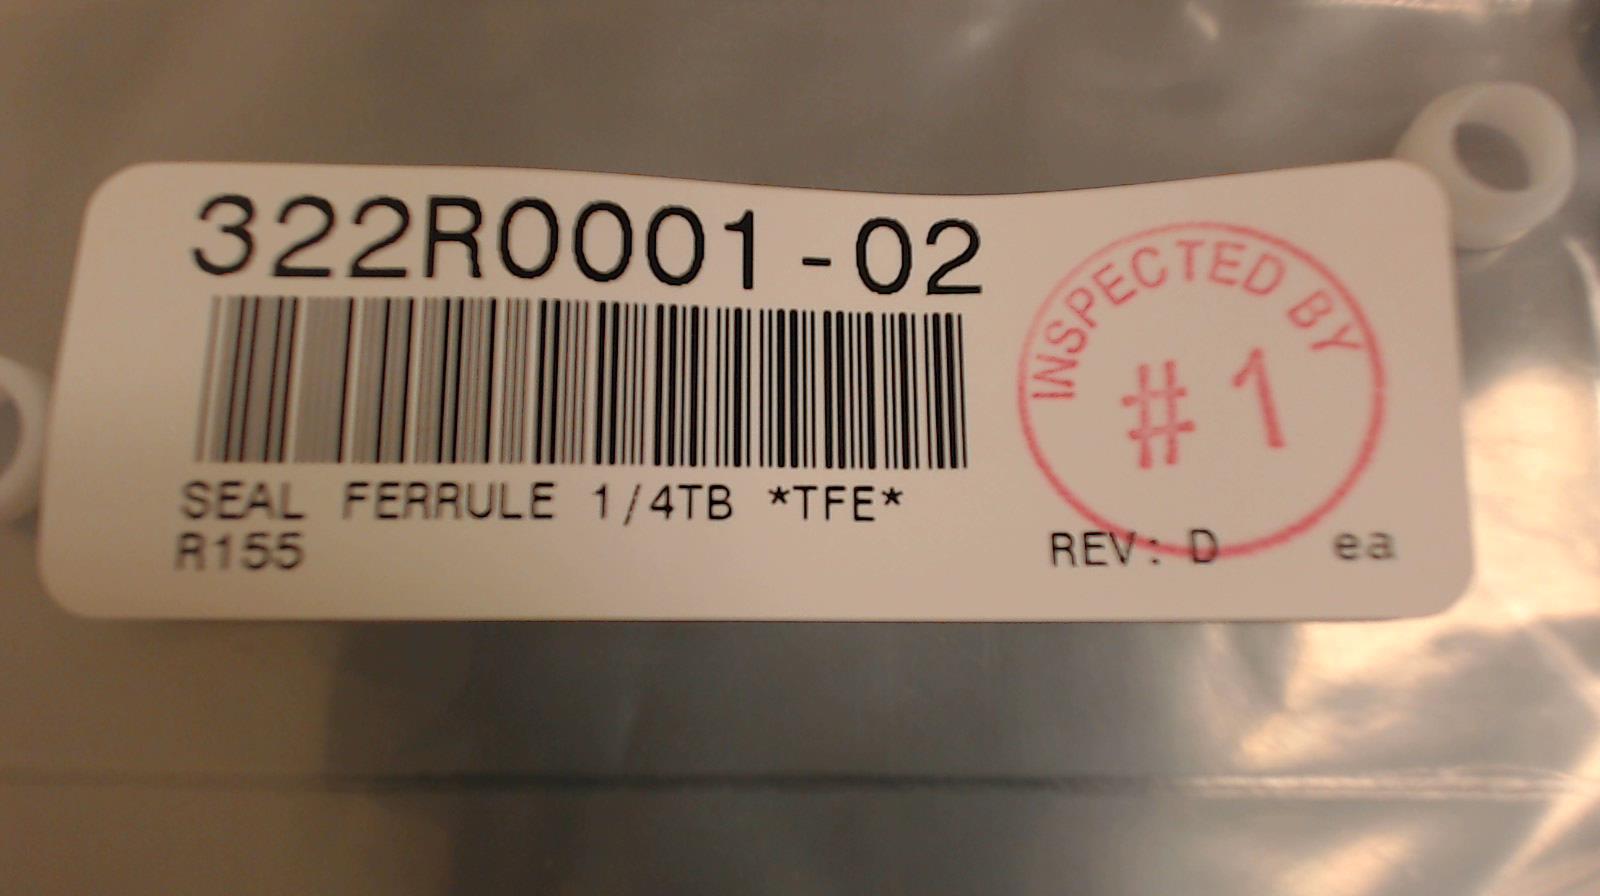 322R0001-02
SEAL FERRULE 1/4TB *TFE*
R155
REV: D ea
INSPECTED BY
#1